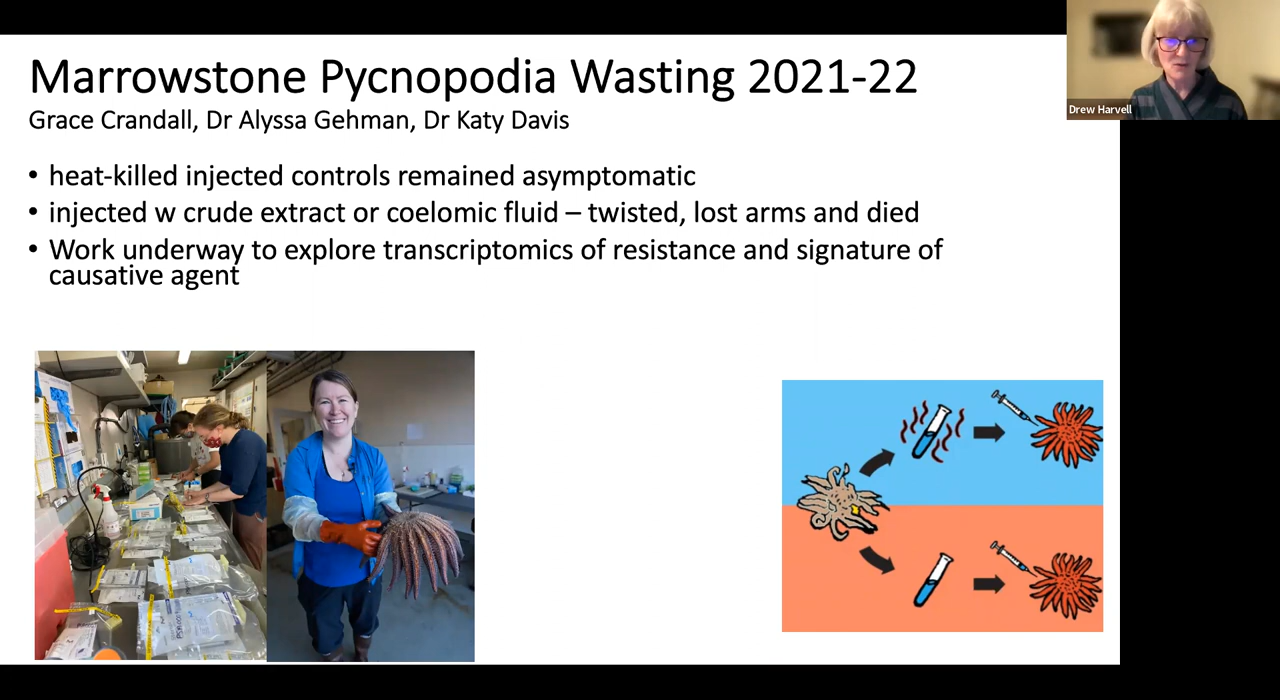 Marrowstone Pycnopodia Wasting 2021-22
Grace Crandall, Dr Alyssa Gehman, Dr Katy Davis
• heat-killed injected controls remained asymptomatic
• injected w crude extract or coelomic fluid – twisted, lost arms and died
• Work underway to explore transcriptomics of resistance and signature of
causative agent
Drew Harvell